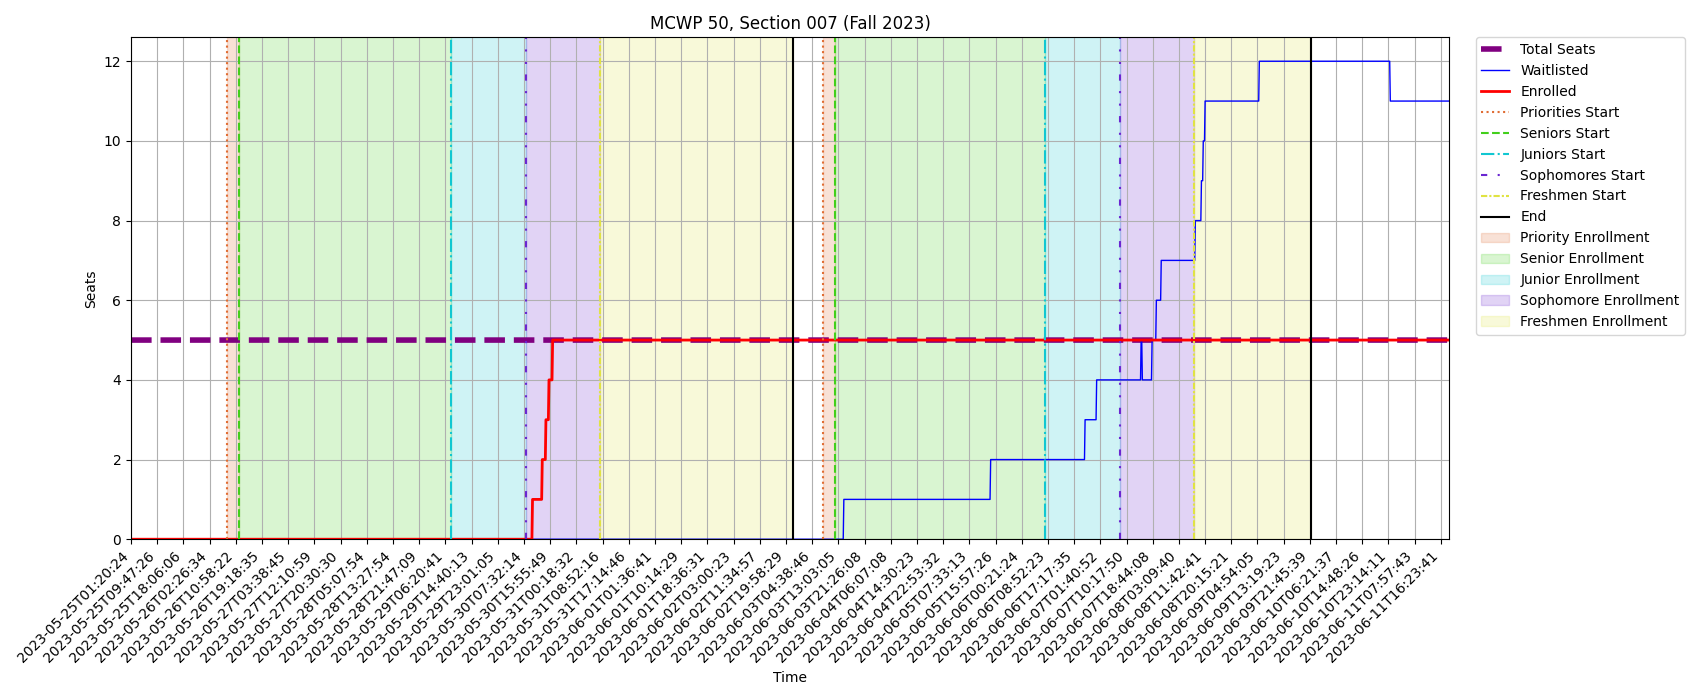 MCWP 50, Section 007 (Fall 2023)
Seats
12
10
8
6
4
2
0
2023-05-25T01:20:24
2023-05-25T09:47:26
2023-05-25T18:06:06
2023-05-26T02:26:34
2023-05-26T10:58:22
2023-05-26T19:18:35
2023-05-27T03:38:45
2023-05-27T12:10:59
2023-05-27T20:30:30
2023-05-28T05:07:54
2023-05-28T13:27:54
2023-05-28T21:47:09
2023-05-29T06:20:41
2023-05-29T14:40:13
2023-05-29T23:01:05
2023-05-30T07:32:14
2023-05-30T15:55:49
2023-05-31T00:18:32
2023-05-31T08:52:16
2023-05-31T17:14:46
2023-06-01T01:36:41
2023-06-01T10:14:29
2023-06-01T18:36:31
2023-06-02T03:00:23
2023-06-02T11:34:57
2023-06-02T19:58:29
2023-06-03T04:38:46
2023-06-03T13:03:05
2023-06-03T21:26:08
2023-06-04T06:07:08
2023-06-04T14:30:23
2023-06-04T22:53:32
2023-06-05T07:33:13
2023-06-05T15:57:26
2023-06-06T00:21:24
2023-06-06T08:52:23
2023-06-06T17:17:35
2023-06-07T01:40:52
2023-06-07T10:17:50
2023-06-07T18:44:08
2023-06-08T03:09:40
2023-06-08T11:42:41
2023-06-08T20:15:21
2023-06-09T04:54:05
2023-06-09T13:19:23
2023-06-09T21:45:39
2023-06-10T06:21:37
2023-06-10T14:48:26
2023-06-10T23:14:11
2023-06-11T07:57:43
2023-06-11T16:23:41
Time
Total Seats
Waitlisted
Enrolled
Priorities Start
Seniors Start
Juniors Start
Sophomores Start
Freshmen Start
End
Priority Enrollment
Senior Enrollment
Junior Enrollment
Sophomore Enrollment
Freshmen Enrollment